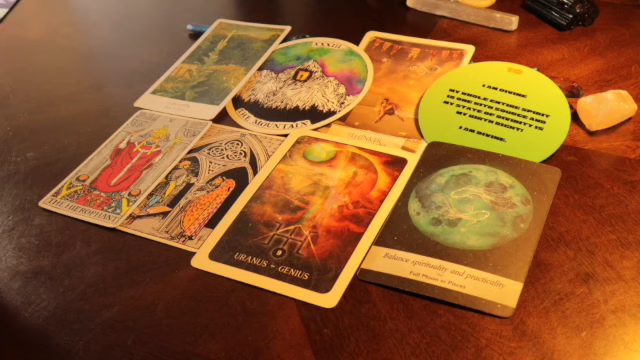 XXXIII
THE MOUNTAIN
I AM DIVINE
MY WHOLE ENTIRE SPIRIT
IS ONE WITH SOURCE AND
MY STATE OF DIVINITY IS
MY BIRTH RIGHT!
I AM DIVINE.
THE HIEROPHANT
URANUS - GENIUS
Balance spirituality and practicality
Full Moon in Pisces